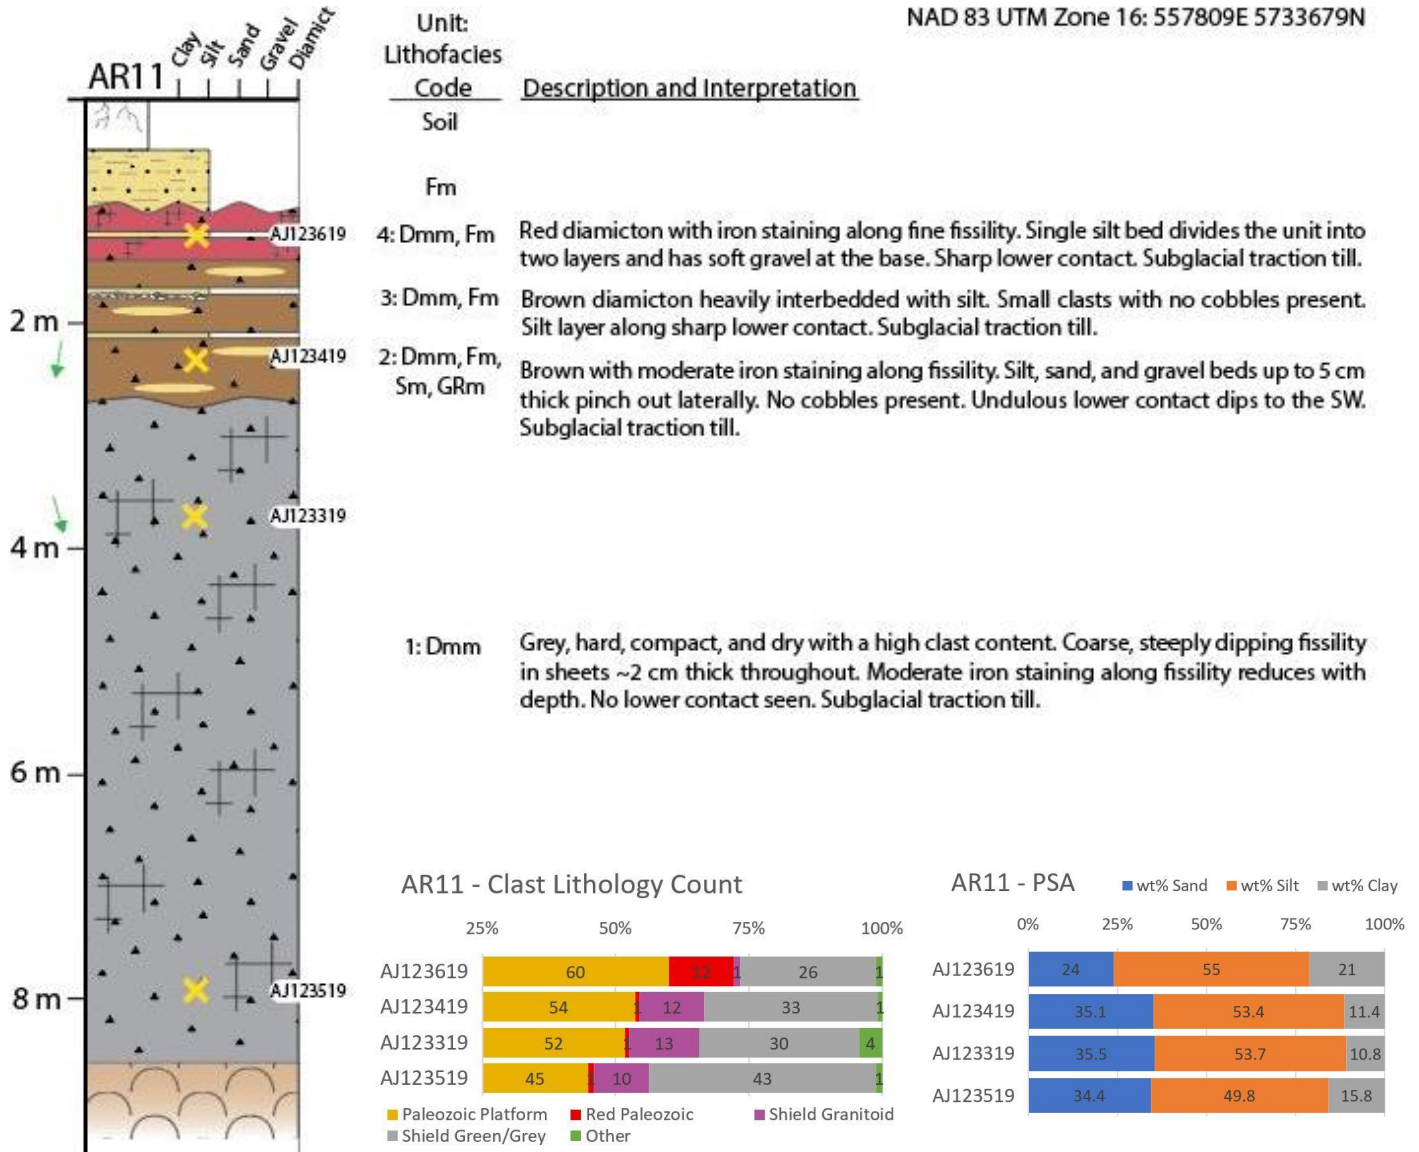 NAD 83 UTM Zone 16: 557809E 5733679N
AR11
Clay
Silt
Sand
Gravel
Diamict
Unit:
Lithofacies
Code
Description and Interpretation
Soil
Fm
AJ123619
4: Dmm, Fm
Red diamicton with iron staining along fine fissility. Single silt bed divides the unit into
two layers and has soft gravel at the base. Sharp lower contact. Subglacial traction till.
3: Dmm, Fm
Brown diamicton heavily interbedded with silt. Small clasts with no cobbles present.
Silt layer along sharp lower contact. Subglacial traction till.
2 m
AJ123419
2: Dmm, Fm,
Sm, GRm
Brown with moderate iron staining along fissility. Silt, sand, and gravel beds up to 5 cm
thick pinch out laterally. No cobbles present. Undulous lower contact dips to the SW.
Subglacial traction till.
AJ123319
4 m
1: Dmm
Grey, hard, compact, and dry with a high clast content. Coarse, steeply dipping fissility
in sheets ~2 cm thick throughout. Moderate iron staining along fissility reduces with
depth. No lower contact seen. Subglacial traction till.
6 m
8 m
AJ123519
AR11 - Clast Lithology Count
25% 50% 75% 100%
AJ123619 60 12 1 26 1
AJ123419 54 1 12 33 1
AJ123319 52 1 13 30 4
AJ123519 45 1 10 43 1
Paleozoic Platform Red Paleozoic Shield Granitoid
Shield Green/Grey Other
AR11 - PSA wt% Sand wt% Silt wt% Clay
0% 25% 50% 75% 100%
AJ123619 24 55 21
AJ123419 35.1 53.4 11.4
AJ123319 35.5 53.7 10.8
AJ123519 34.4 49.8 15.8